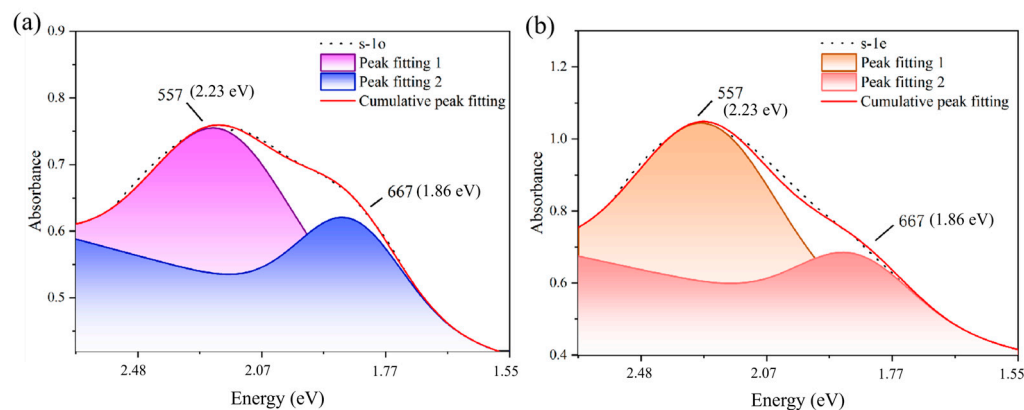 (a)
0.9
0.8
0.7
0.6
0.5
Absorbance
s-1o
Peak fitting 1
Peak fitting 2
Cumulative peak fitting
557
(2.23 eV)
667 (1.86 eV)
2.48
2.07
1.77
1.55
Energy (eV)
(b)
1.2
1.0
0.8
0.6
0.4
Absorbance
s-1e
Peak fitting 1
Peak fitting 2
Cumulative peak fitting
557
(2.23 eV)
667 (1.86 eV)
2.48
2.07
1.77
1.55
Energy (eV)